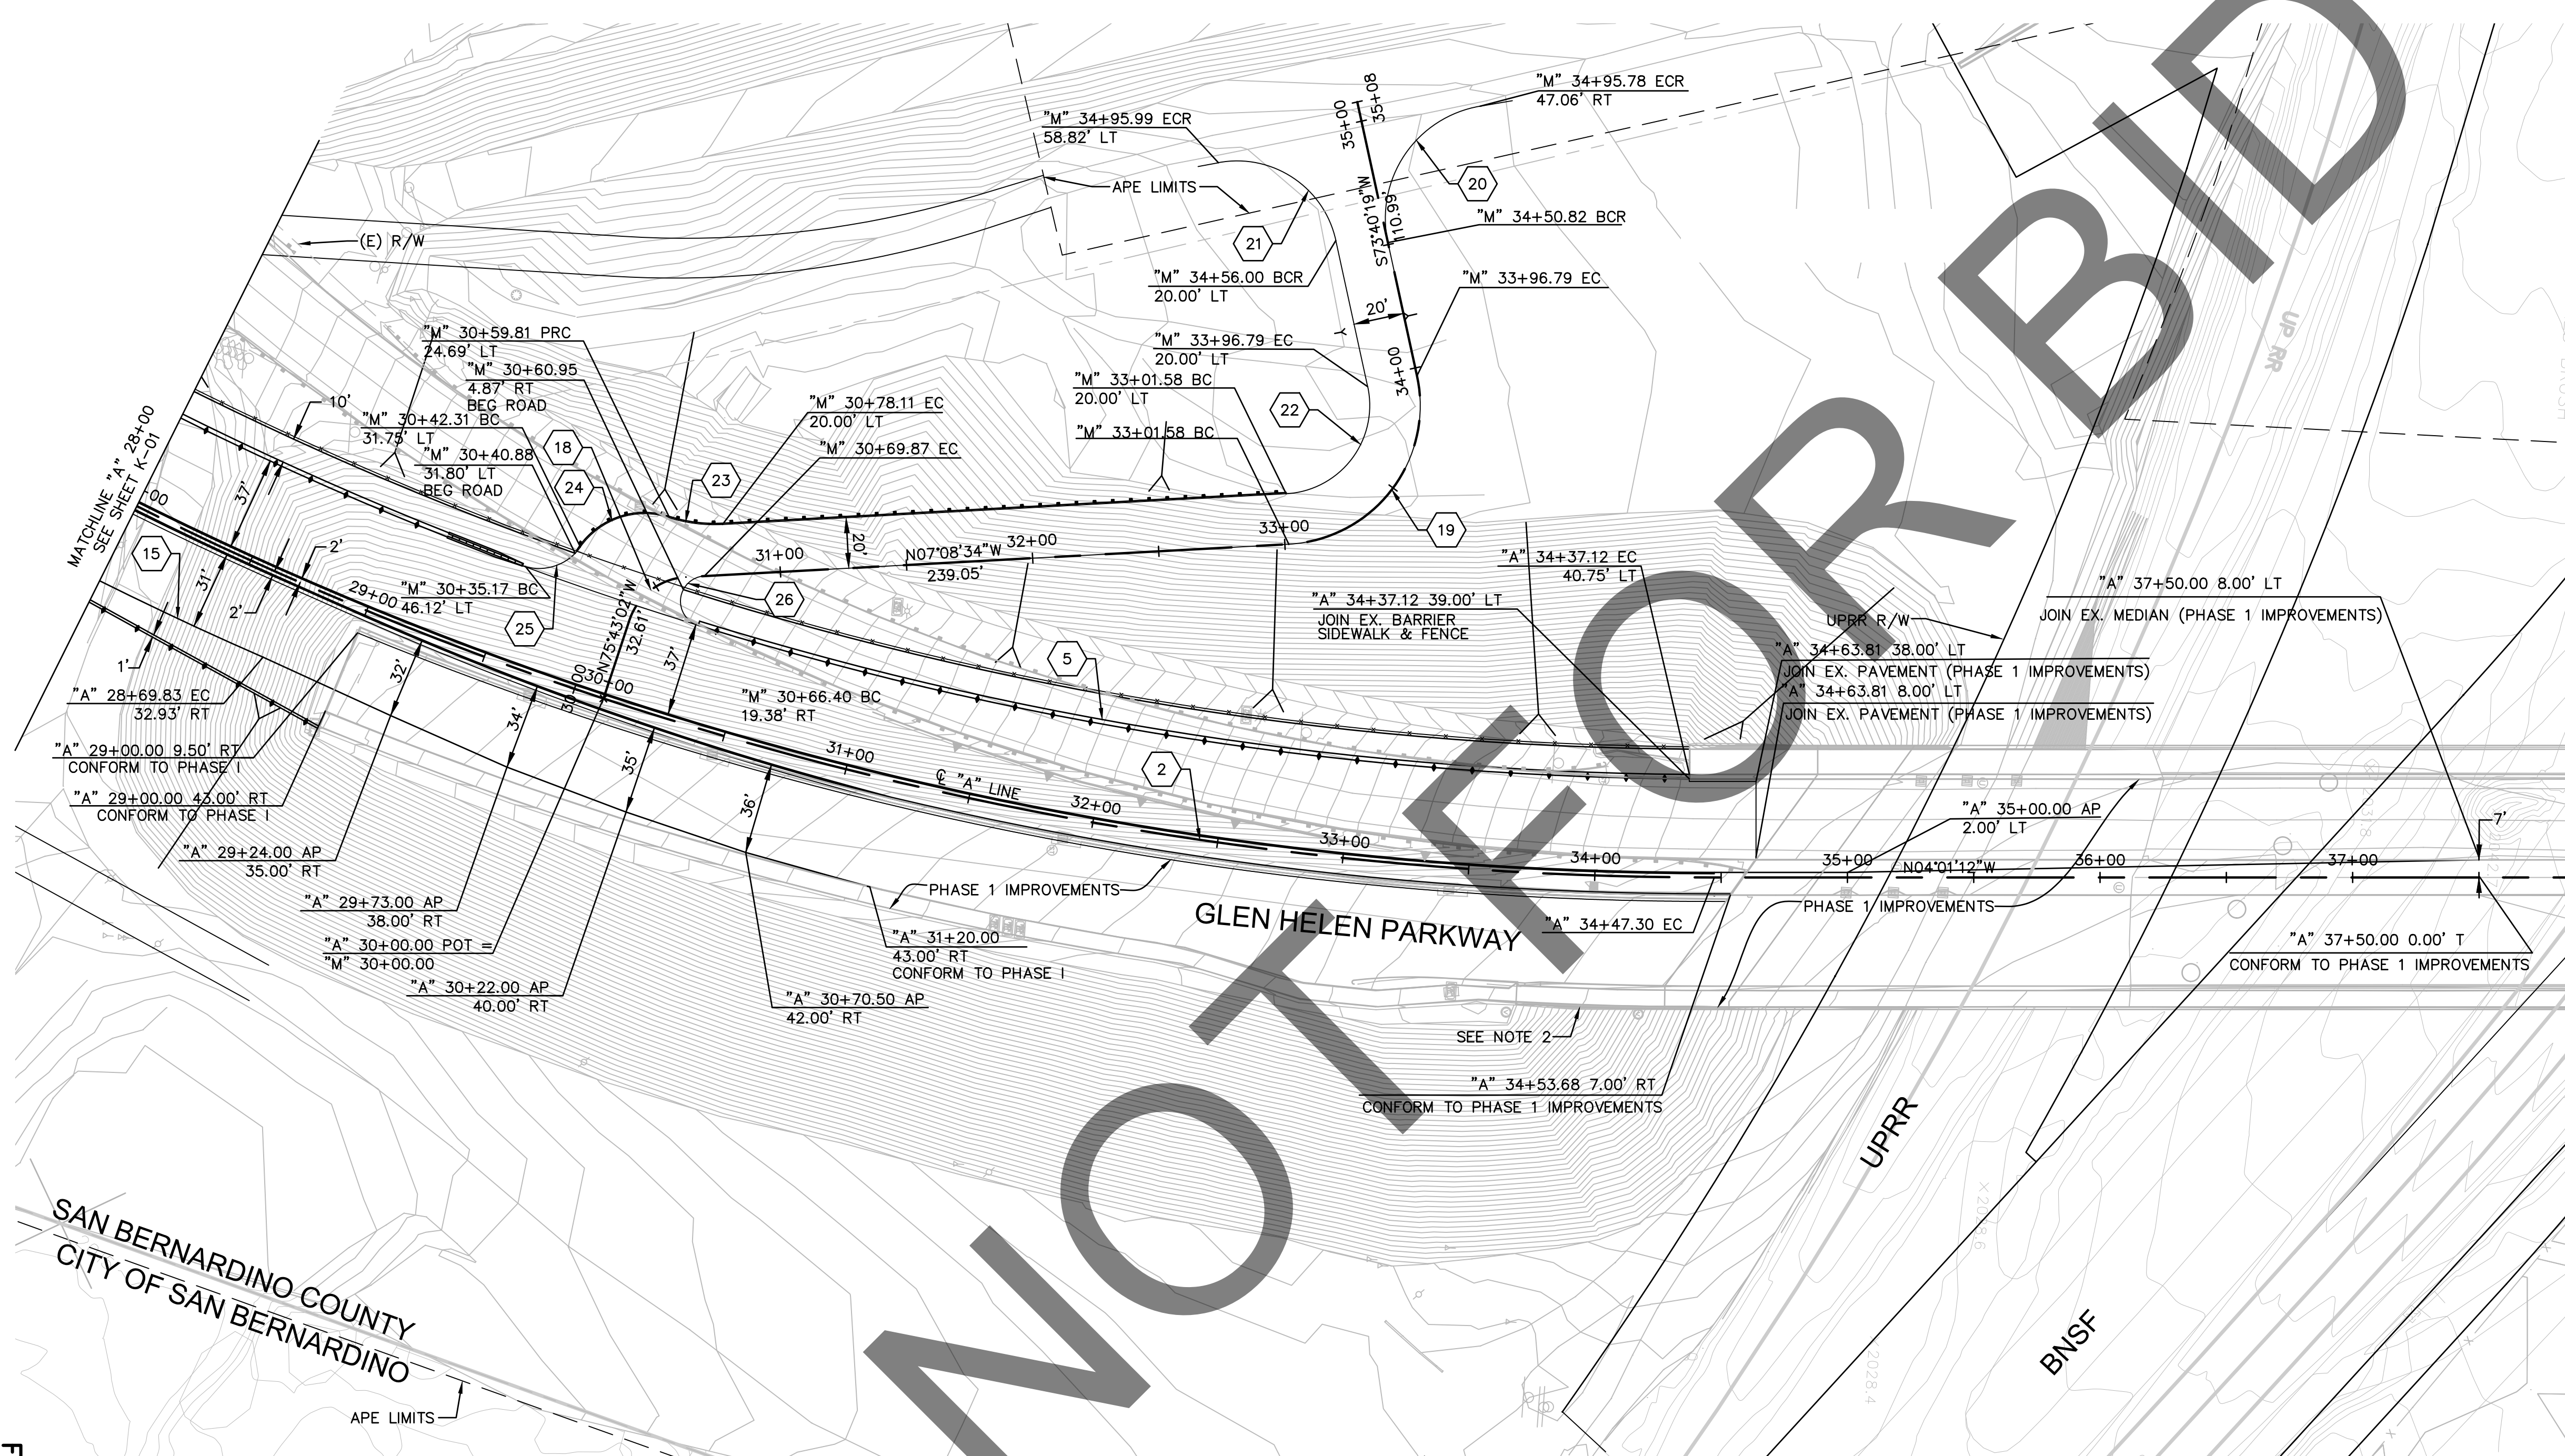 "M" 34+95.78 ECR
47.06' RT
"M" 34+95.99 ECR
58.82' LT
35+00
35+08
APE LIMITS
20
21
S73°40'19"W
110.99'
"M" 34+50.82 BCR
(E) R/W
"M" 34+56.00 BCR
20.00' LT
"M" 33+96.79 EC
20'
"M" 33+96.79 EC
20.00' LT
34+00
"M" 33+01.58 BC
20.00' LT
"M" 33+01.58 BC
22
"M" 30+59.81 PRC
24.69' LT
"M" 30+60.95
4.87' RT
BEG ROAD
10'
"M" 30+42.31 BC
31.75' LT
"M" 30+40.88
31.80' LT
BEG ROAD
18
24
23
"M" 30+78.11 EC
20.00' LT
"M" 30+69.87 EC
19
MATCHLINE "A" 28+00
SEE SHEET K-01
37'
15
31'
2'
2'
1'
29+00
"M" 30+35.17 BC
46.12' LT
25
26
31+00
20'
N07°08'34"W
239.05'
32+00
33+00
N75°43'02"W
32.61'
30+00
30+00
37'
"M" 30+66.40 BC
19.38' RT
5
2
"A" 34+37.12 EC
40.75' LT
"A" 34+37.12 39.00' LT
JOIN EX. BARRIER
SIDEWALK & FENCE
UP RR
UPRR R/W
"A" 37+50.00 8.00' LT
JOIN EX. MEDIAN (PHASE 1 IMPROVEMENTS)
"A" 34+63.81 38.00' LT
JOIN EX. PAVEMENT (PHASE 1 IMPROVEMENTS)
"A" 34+63.81 8.00' LT
JOIN EX. PAVEMENT (PHASE 1 IMPROVEMENTS)
"A" 28+69.83 EC
32.93' RT
"A" 29+00.00 9.50' RT
CONFORM TO PHASE I
"A" 29+00.00 43.00' RT
CONFORM TO PHASE I
32'
34'
35'
36'
"A" 29+24.00 AP
35.00' RT
"A" 29+73.00 AP
38.00' RT
"A" 30+00.00 POT =
"M" 30+00.00
"A" 30+22.00 AP
40.00' RT
31+00
℄ "A" LINE
32+00
33+00
34+00
35+00
N04°01'12"W
36+00
37+00
7'
"A" 35+00.00 AP
2.00' LT
PHASE 1 IMPROVEMENTS
PHASE 1 IMPROVEMENTS
GLEN HELEN PARKWAY
"A" 34+47.30 EC
"A" 31+20.00
43.00' RT
CONFORM TO PHASE I
"A" 30+70.50 AP
42.00' RT
"A" 37+50.00 0.00' T
CONFORM TO PHASE 1 IMPROVEMENTS
SEE NOTE 2
"A" 34+53.68 7.00' RT
CONFORM TO PHASE 1 IMPROVEMENTS
UPRR
BNSF
2028.6
2028.4
SAN BERNARDINO COUNTY
CITY OF SAN BERNARDINO
APE LIMITS
NOT FOR BID